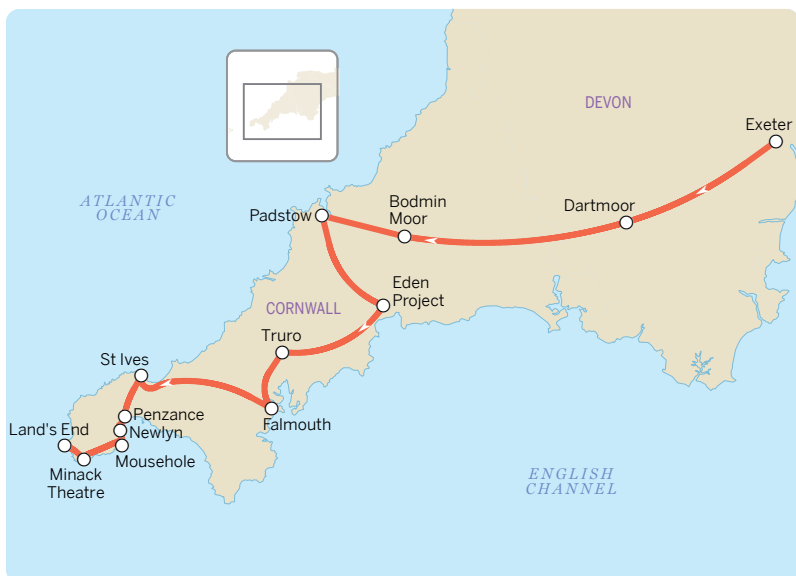 DEVON
Exeter
ATLANTIC
OCEAN
Padstow
Bodmin
Moor
Dartmoor
Eden
Project
CORNWALL
Truro
St Ives
Penzance
Falmouth
Land's End
Newlyn
Mousehole
Minack
Theatre
ENGLISH
CHANNEL